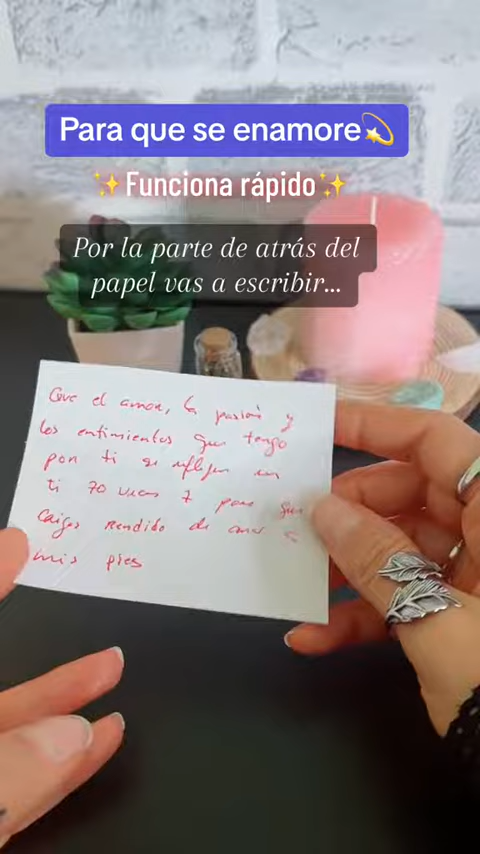 Para que se enamore💫
✨Funciona rápido✨
Por la parte de atrás del
papel vas a escribir...
Que el amor, la pasión y
los entimientos que tengo
por ti se reflejen en
ti 70 veces 7 para que
caigas rendido de amor a
mis pies